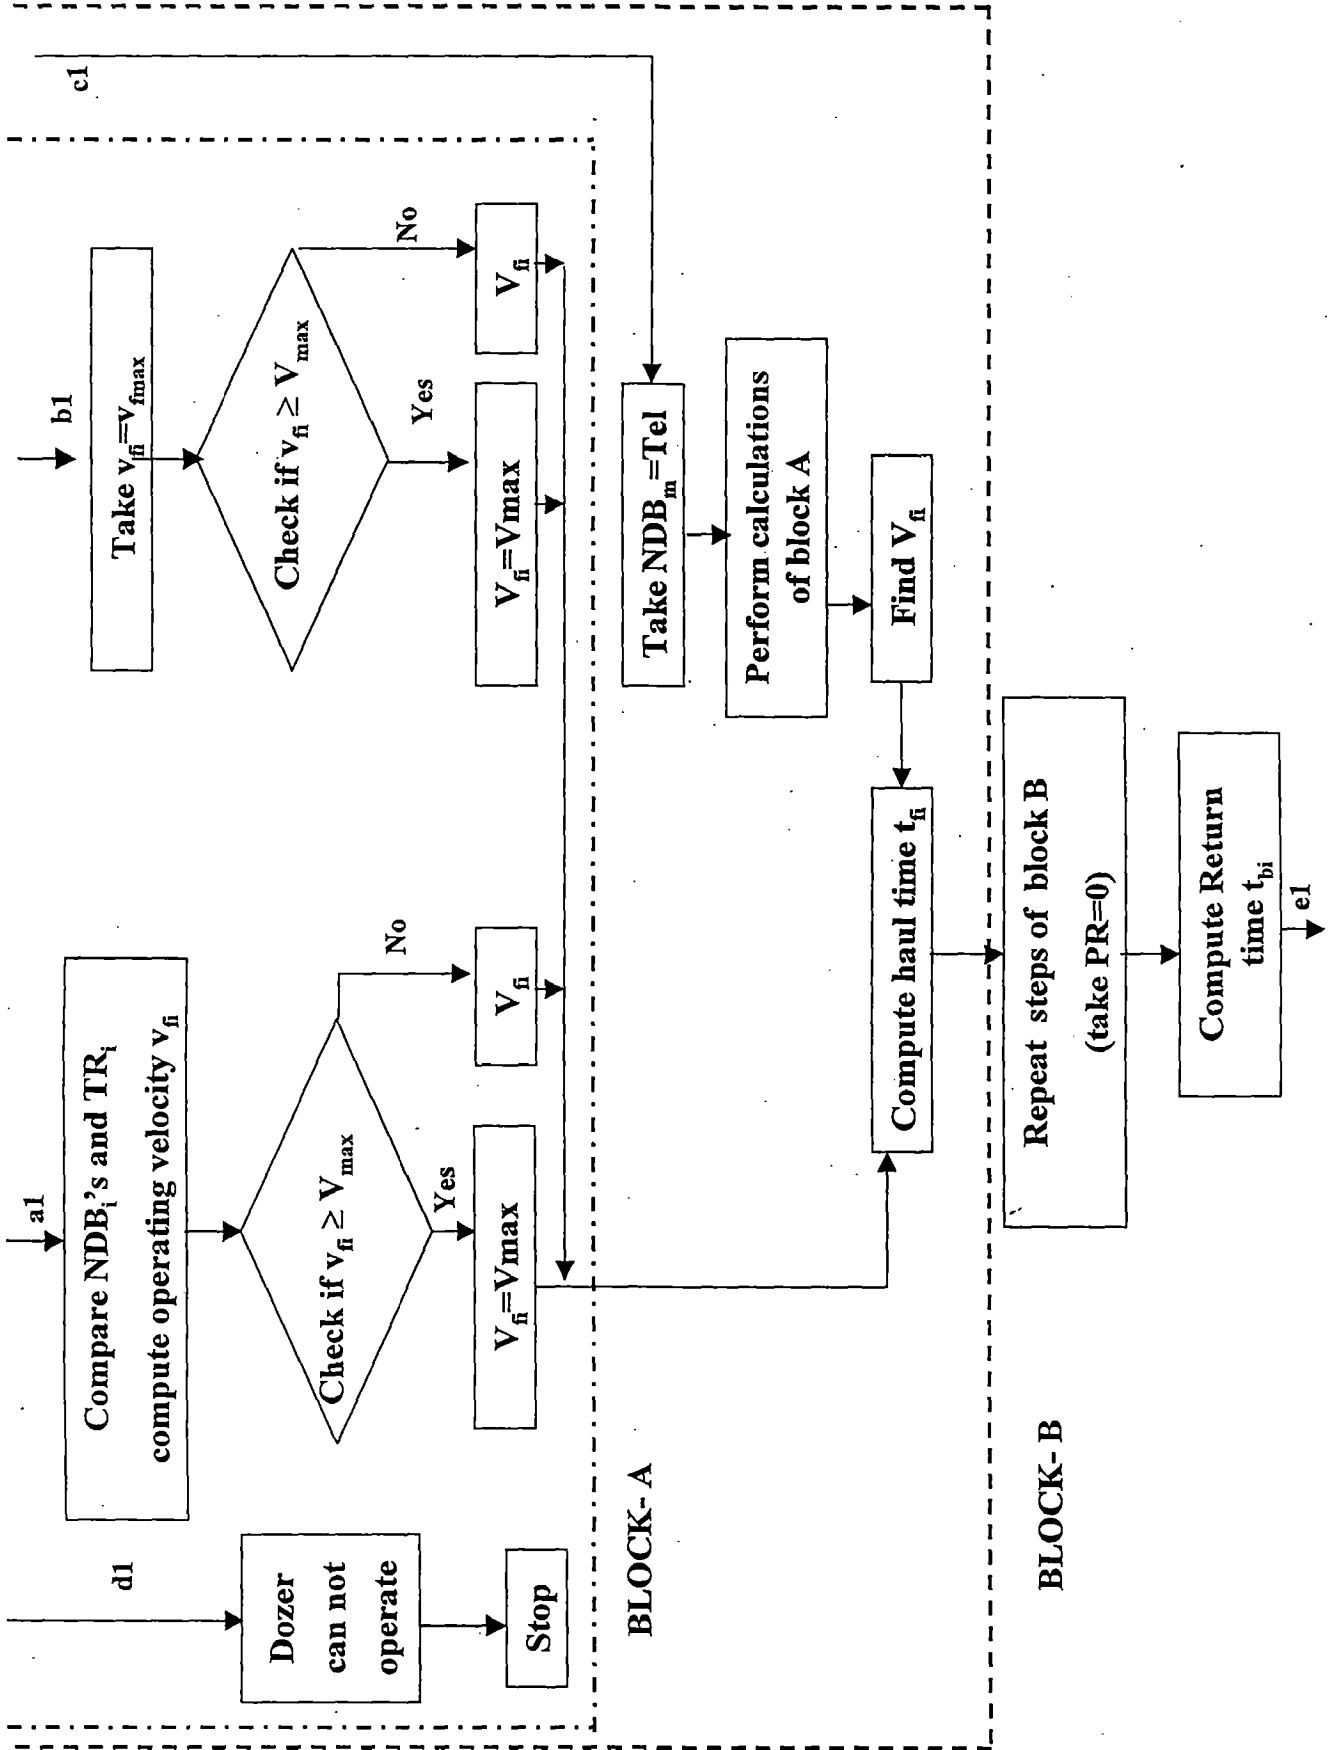 d1
a1
b1
c1
Dozer
can not
operate
Stop
Compare NDBᵢ's and TRᵢ
compute operating velocity v_fi
Check if v_fi ≥ V_max
No
Yes
V_fi=Vmax
V_fi
Take v_fi=v_fmax
Check if v_fi ≥ V_max
No
Yes
V_fi=Vmax
V_fi
BLOCK- A
Take NDB_m=Tel
Perform calculations
of block A
Find V_fi
Compute haul time t_fi
BLOCK- B
Repeat steps of block B
(take PR=0)
Compute Return
time t_bi
e1